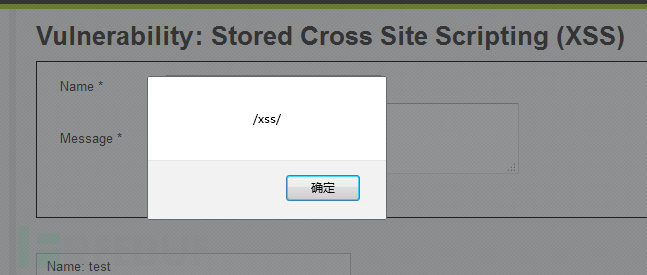 Vulnerability: Stored Cross Site Scripting (XSS)
Name *
/xss/
Message *
确定
Name: test